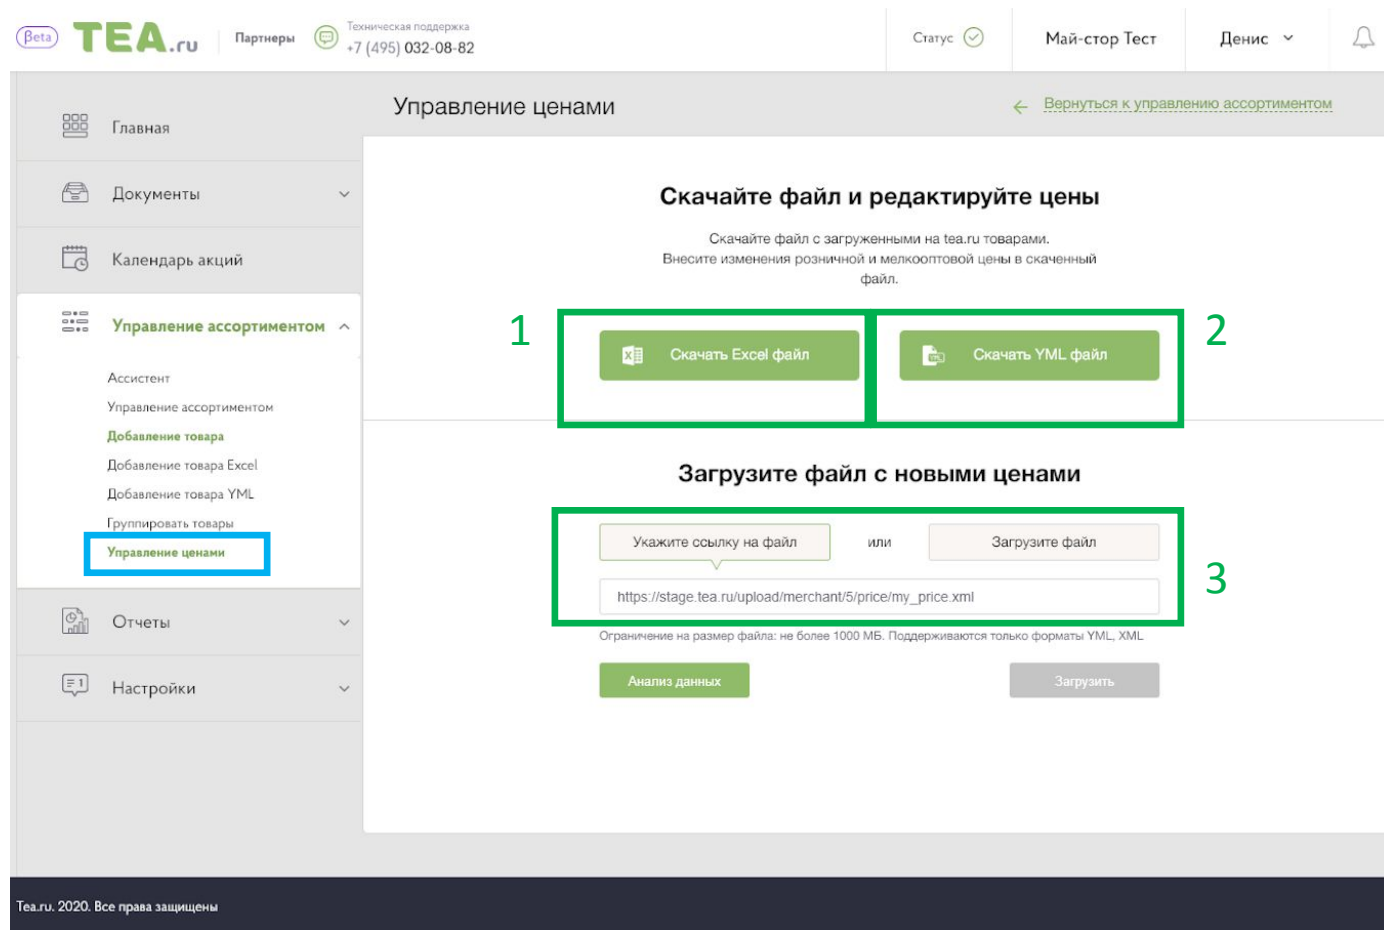 βeta TEA.ru Партнеры Техническая поддержка
+7 (495) 032-08-82
Статус Май-стор Тест Денис
Главная
Документы
Календарь акций
Управление ассортиментом
Ассистент
Управление ассортиментом
Добавление товара
Добавление товара Excel
Добавление товара YML
Группировать товары
Управление ценами
Отчеты
Настройки
Управление ценами
Вернуться к управлению ассортиментом
Скачайте файл и редактируйте цены
Скачайте файл с загруженными на tea.ru товарами.
Внесите изменения розничной и мелкооптовой цены в скаченный
файл.
1
Скачать Excel файл
Скачать YML файл
2
Загрузите файл с новыми ценами
Укажите ссылку на файл или Загрузите файл
https://stage.tea.ru/upload/merchant/5/price/my_price.xml
3
Ограничение на размер файла: не более 1000 МБ. Поддерживаются только форматы YML, XML
Анализ данных
Загрузить
Tea.ru. 2020. Все права защищены